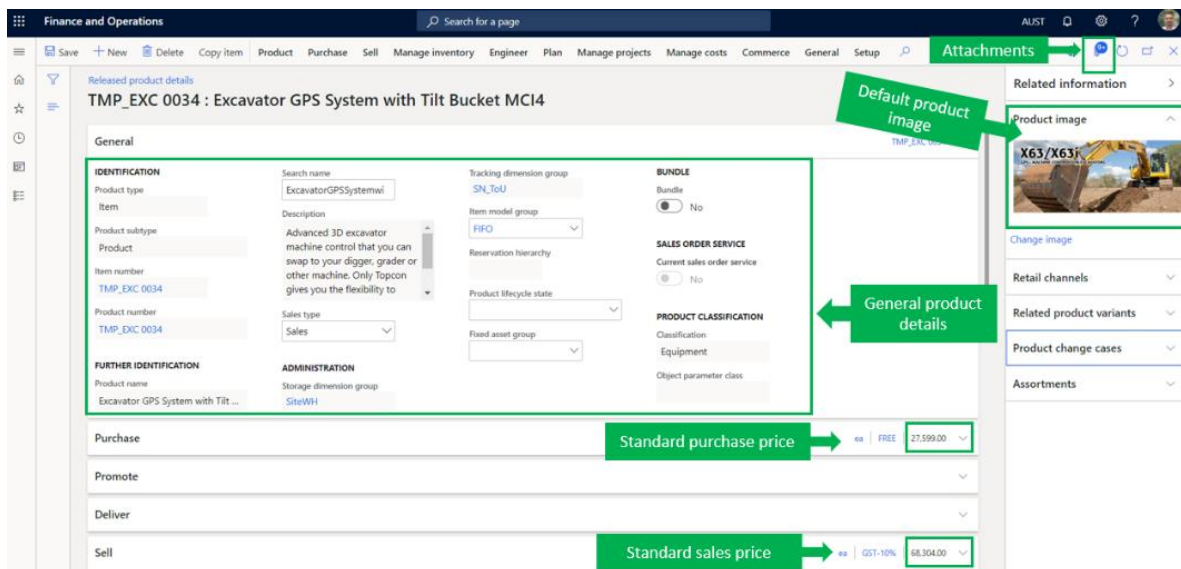 Finance and Operations
Search for a page
AUST
?
Save
New
Delete
Copy item
Product
Purchase
Sell
Manage inventory
Engineer
Plan
Manage projects
Manage costs
Commerce
General
Setup
Attachments
Released product details
TMP_EXC 0034 : Excavator GPS System with Tilt Bucket MCI4
General
IDENTIFICATION
Product type
Item
Product subtype
Product
Item number
TMP_EXC 0034
Product number
TMP_EXC 0034
FURTHER IDENTIFICATION
Product name
Excavator GPS System with Tilt ...
Search name
ExcavatorGPSSystemwi
Description
Advanced 3D excavator
machine control that you can
swap to your digger, grader or
other machine. Only Topcon
gives you the flexibility to
Sales type
Sales
ADMINISTRATION
Storage dimension group
SiteWH
Tracking dimension group
SN_ToU
Item model group
FIFO
Reservation hierarchy
Product lifecycle state
Fixed asset group
BUNDLE
Bundle
No
SALES ORDER SERVICE
Current sales order service
No
PRODUCT CLASSIFICATION
Classification
Equipment
Object parameter class
Default product
image
General product
details
Purchase
Standard purchase price
ea
FREE
27,599.00
Promote
Deliver
Sell
Standard sales price
ea
GST-10%
68,304.00
Related information
Product image
X63/X63i
Change image
Retail channels
Related product variants
Product change cases
Assortments